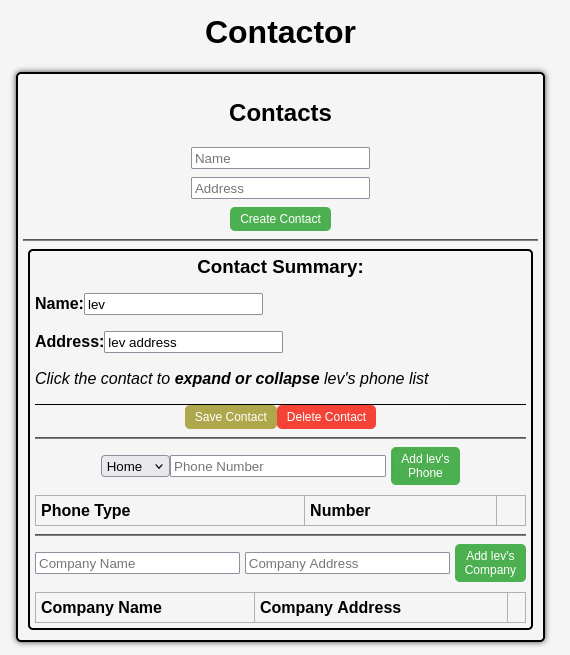 Contactor
Contacts
Name
Address
Create Contact
Contact Summary:
Name: lev
Address: lev address
Click the contact to expand or collapse lev's phone list
Save Contact Delete Contact
Home Phone Number Add lev's
Phone
Phone Type Number
Company Name Company Address Add lev's
Company
Company Name Company Address